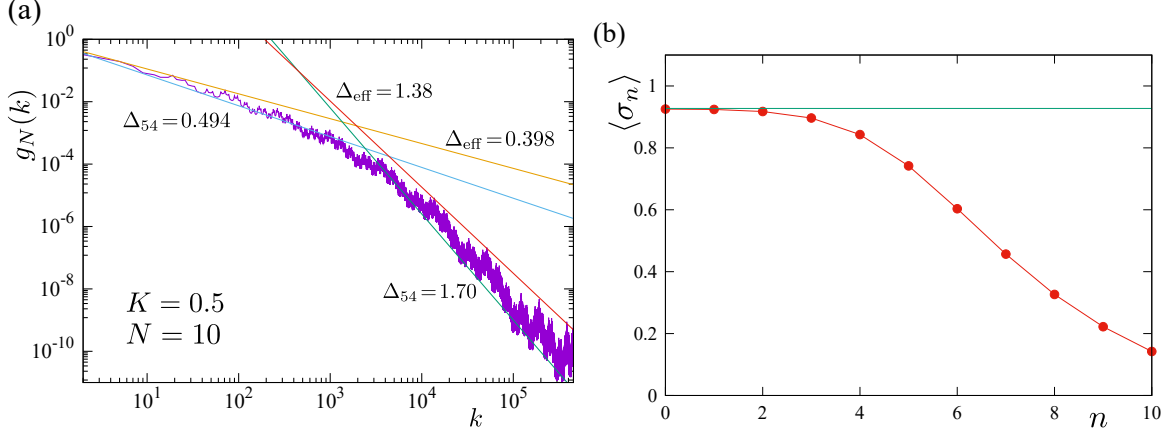 (a)
10^0
10^-2
10^-4
10^-6
10^-8
10^-10
g_N(k)
Δ_eff = 1.38
Δ_54 = 0.494
Δ_eff = 0.398
Δ_54 = 1.70
K = 0.5
N = 10
10^1 10^2 10^3 10^4 10^5
k
(b)
1
0.8
0.6
0.4
0.2
0
⟨σ_n⟩
0 2 4 6 8 10
n